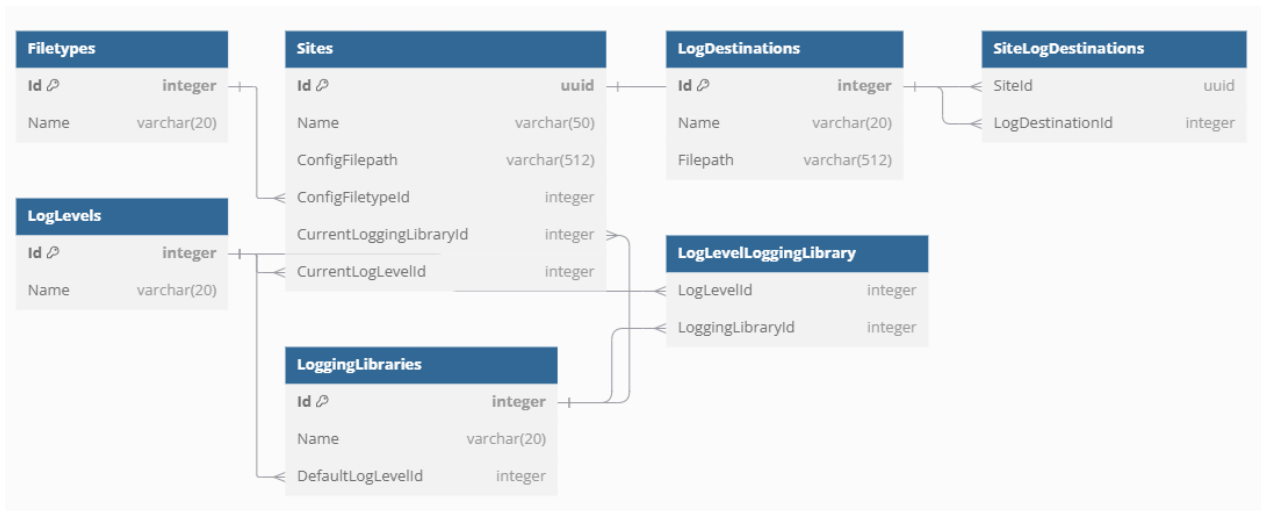 Filetypes
Id integer
Name varchar(20)
LogLevels
Id integer
Name varchar(20)
Sites
Id uuid
Name varchar(50)
ConfigFilepath varchar(512)
ConfigFiletypeId integer
CurrentLoggingLibraryId integer
CurrentLogLevelId integer
LoggingLibraries
Id integer
Name varchar(20)
DefaultLogLevelId integer
LogDestinations
Id integer
Name varchar(20)
Filepath varchar(512)
LogLevelLoggingLibrary
LogLevelId integer
LoggingLibraryId integer
SiteLogDestinations
SiteId uuid
LogDestinationId integer